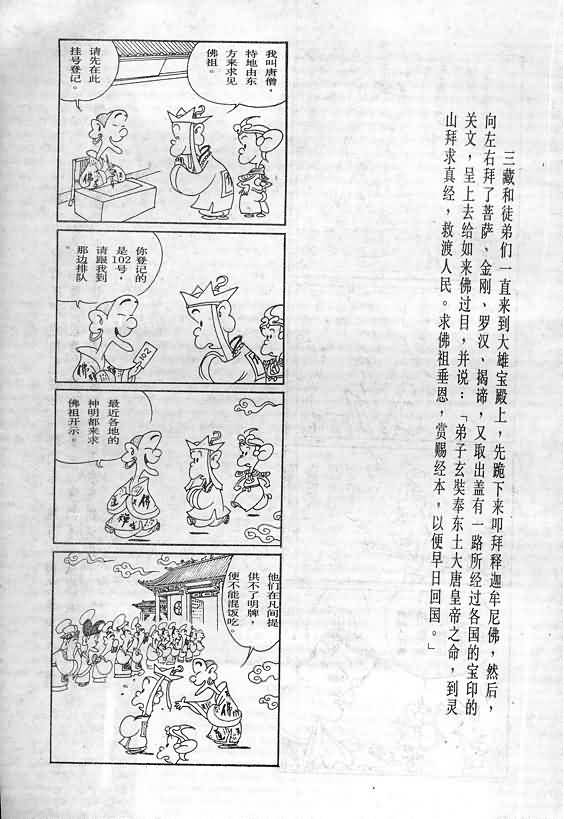 三藏和徒弟们一直来到大雄宝殿上，先跪下来叩拜释迦牟尼佛，然后，
向左右拜了菩萨，金刚、罗汉、揭谛，又取出盖有一路所经过各国的宝印的
关文，呈上去给如来佛过目，并说：「弟子玄奘奉东土大唐皇帝之命，到灵
山拜求真经，救渡人民。求佛祖垂恩，赏赐经本，以便早日回国。」
我叫唐僧，
特地由东
方来求见
佛祖。
请先在此
挂号登记。
佛
你登记的
是102号，
请跟我到
那边排队
102
佛
最近各地的
神明都来求
佛祖开示。
佛
他们在凡间提
供不了明牌，
便不能混饭吃。